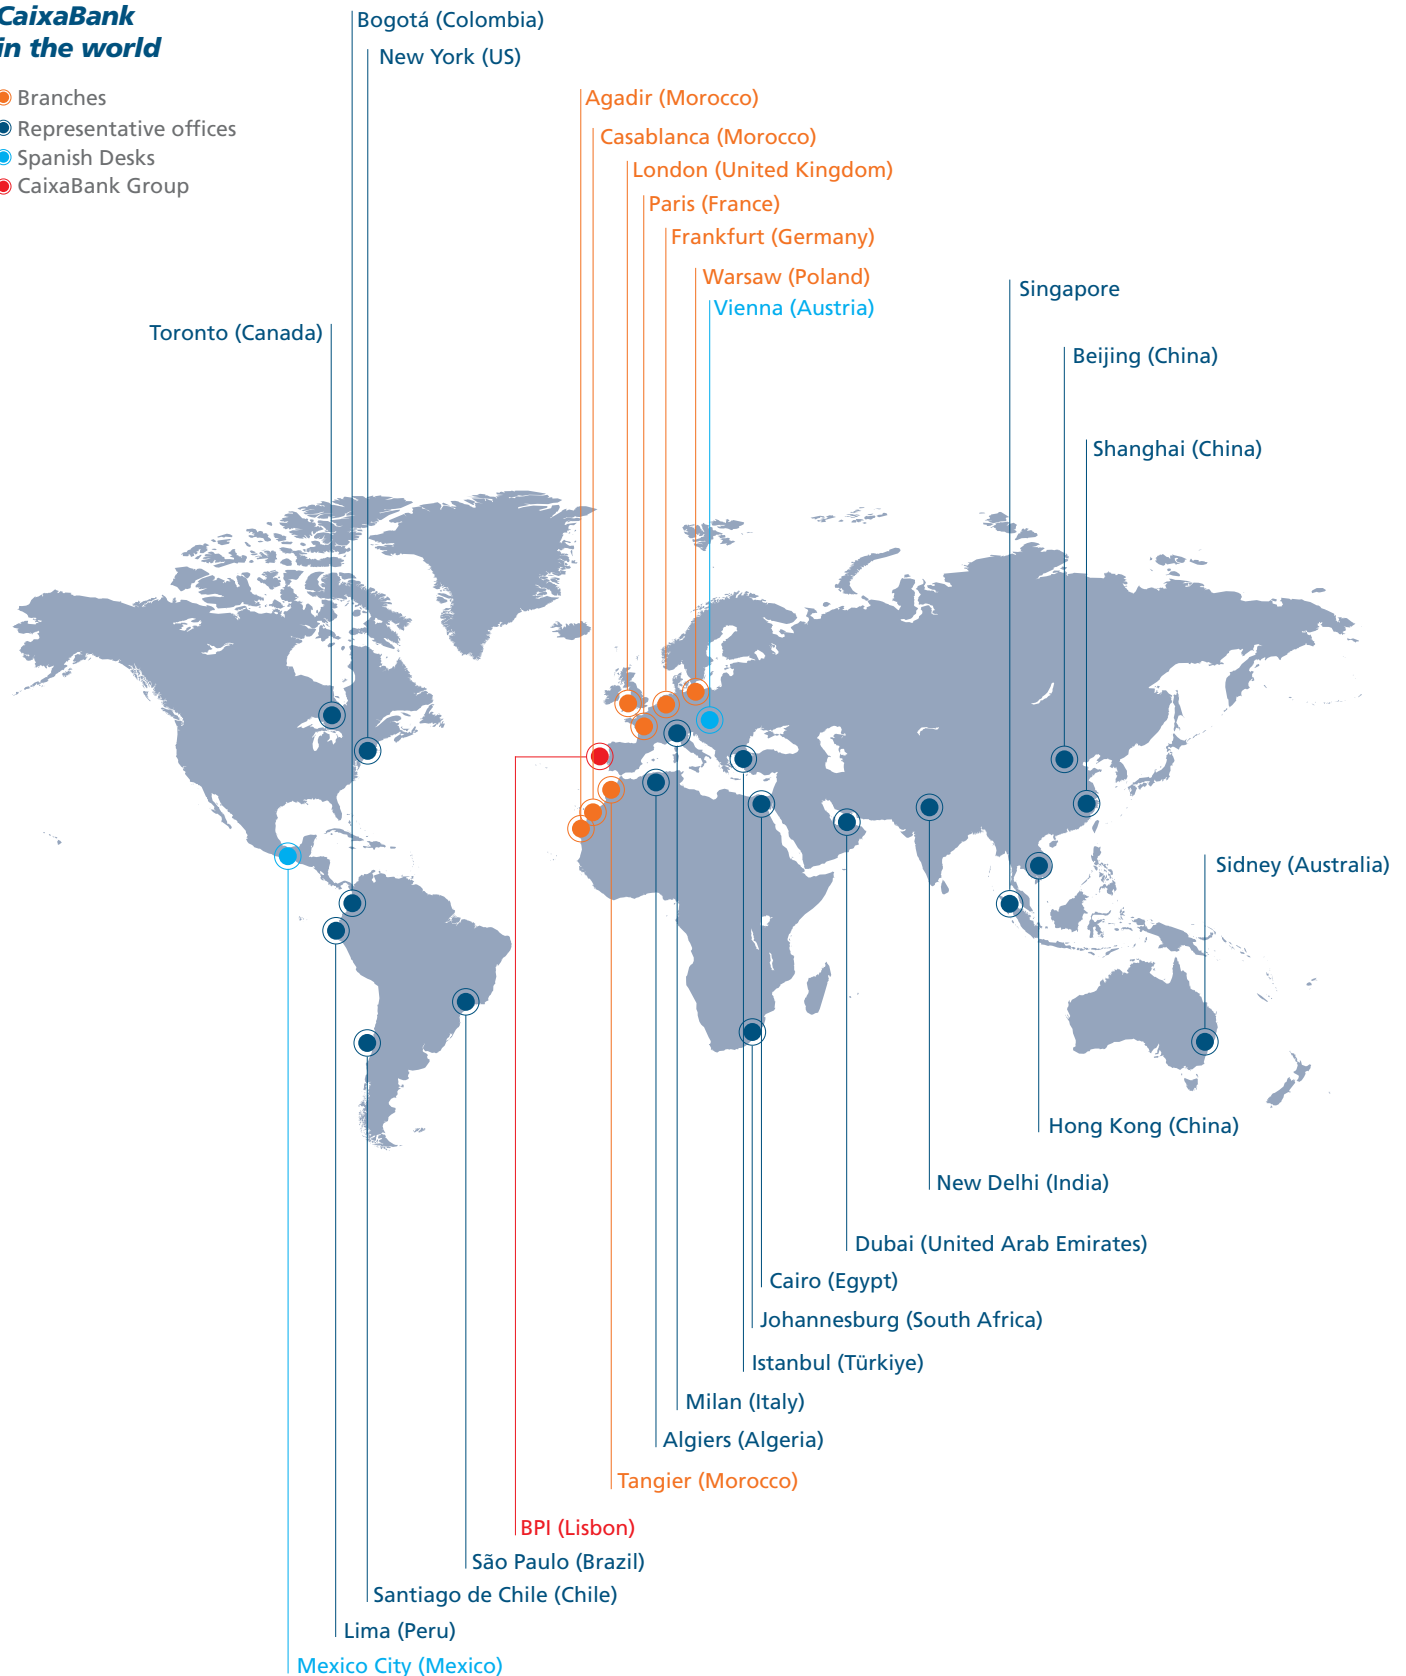 CaixaBank
in the world
Branches
Representative offices
Spanish Desks
CaixaBank Group
Bogotá (Colombia)
New York (US)
Agadir (Morocco)
Casablanca (Morocco)
London (United Kingdom)
Paris (France)
Frankfurt (Germany)
Warsaw (Poland)
Vienna (Austria)
Singapore
Toronto (Canada)
Beijing (China)
Shanghai (China)
Sidney (Australia)
Hong Kong (China)
New Delhi (India)
Dubai (United Arab Emirates)
Cairo (Egypt)
Johannesburg (South Africa)
Istanbul (Türkiye)
Milan (Italy)
Algiers (Algeria)
Tangier (Morocco)
BPI (Lisbon)
São Paulo (Brazil)
Santiago de Chile (Chile)
Lima (Peru)
Mexico City (Mexico)